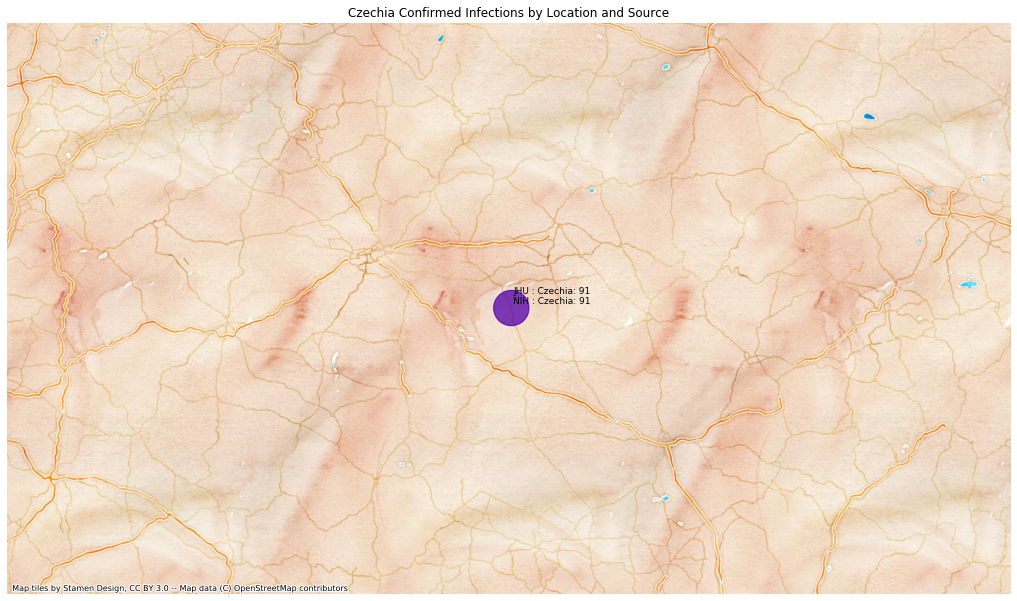 Czechia Confirmed Infections by Location and Source
JHU : Czechia: 91
NIH : Czechia: 91
Map tiles by Stamen Design, CC BY 3.0 -- Map data (C) OpenStreetMap contributors